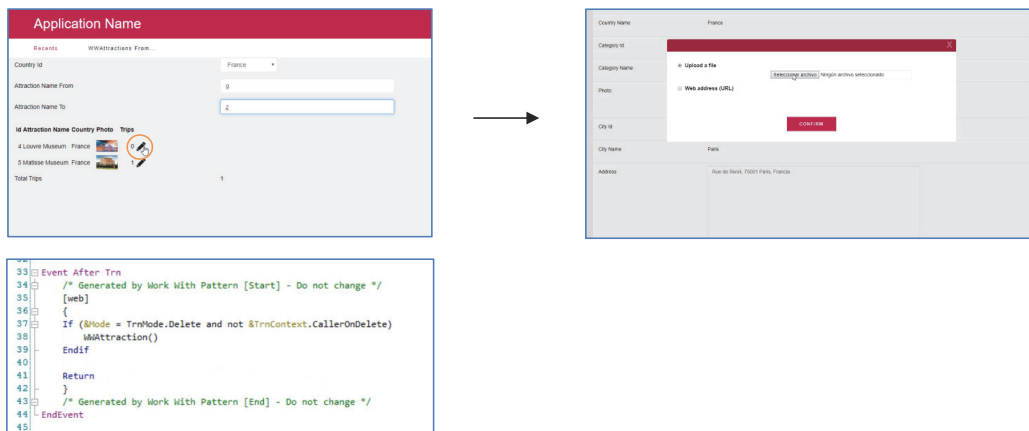 Application Name
Recents WWAttractions From...
Country Id France
Attraction Name From g
Attraction Name To z
Id Attraction Name Country Photo Trips
4 Louvre Museum France 0
5 Matisse Museum France 1
Total Trips 1
Country Name France
Category Id
X
Category Name
Upload a file
Seleccionar archivo Ningún archivo seleccionado
Photo
Web address (URL)
City Id
CONFIRM
City Name Paris
Address Rue de Rivoli, 75001 Paris, Francia
33 Event After Trn
34 /* Generated by Work With Pattern [Start] - Do not change */
35 [web]
36 {
37 If (&Mode = TrnMode.Delete and not &TrnContext.CallerOnDelete)
38 WWAttraction()
39 Endif
40
41 Return
42 }
43 /* Generated by Work With Pattern [End] - Do not change */
44 EndEvent
45